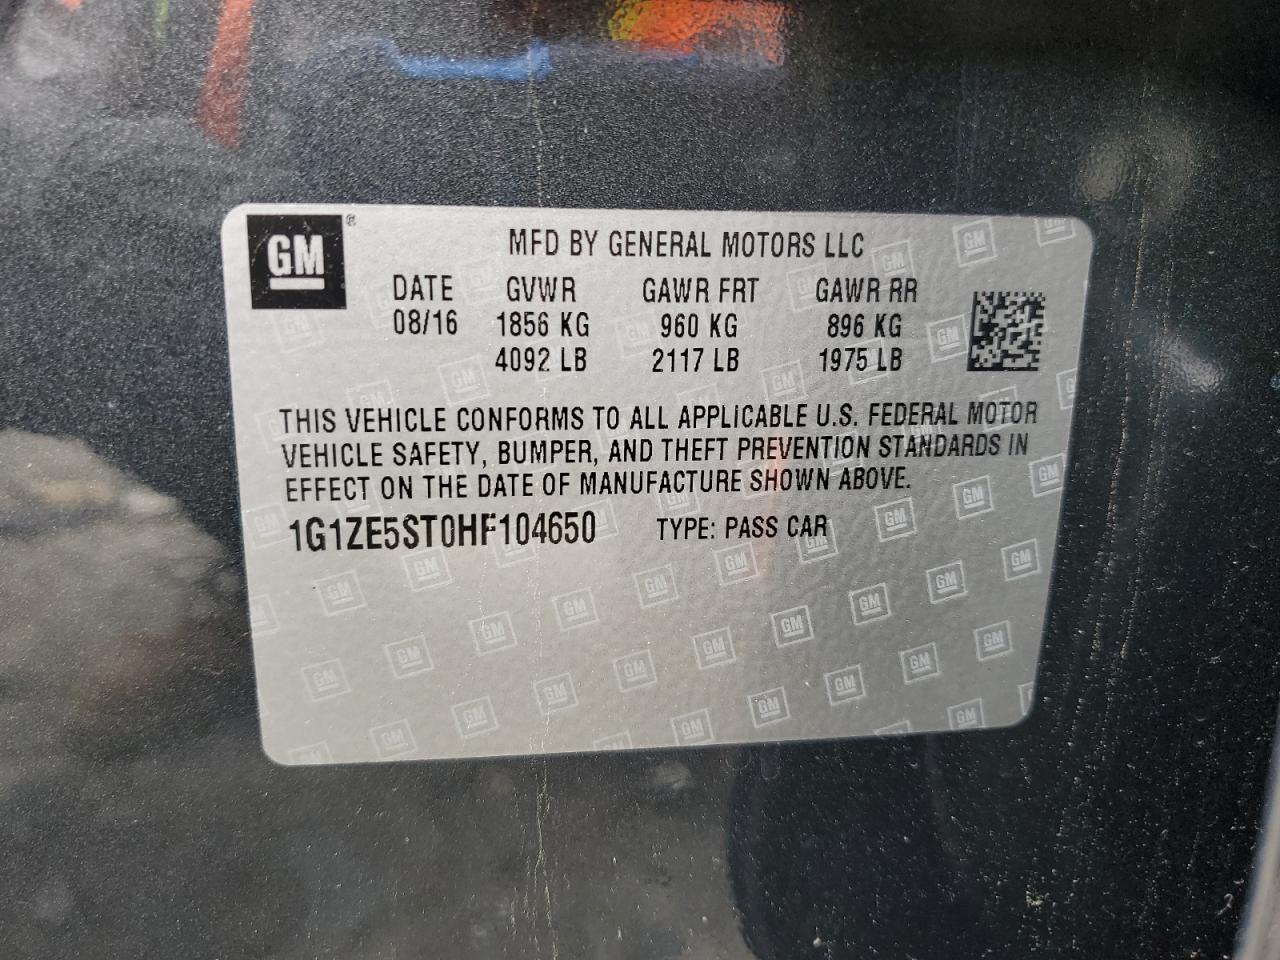 GM ®
MFD BY GENERAL MOTORS LLC
DATE GVWR GAWR FRT GAWR RR
08/16 1856 KG 960 KG 896 KG
4092 LB 2117 LB 1975 LB
THIS VEHICLE CONFORMS TO ALL APPLICABLE U.S. FEDERAL MOTOR
VEHICLE SAFETY, BUMPER, AND THEFT PREVENTION STANDARDS IN
EFFECT ON THE DATE OF MANUFACTURE SHOWN ABOVE.
1G1ZE5ST0HF104650 TYPE: PASS CAR